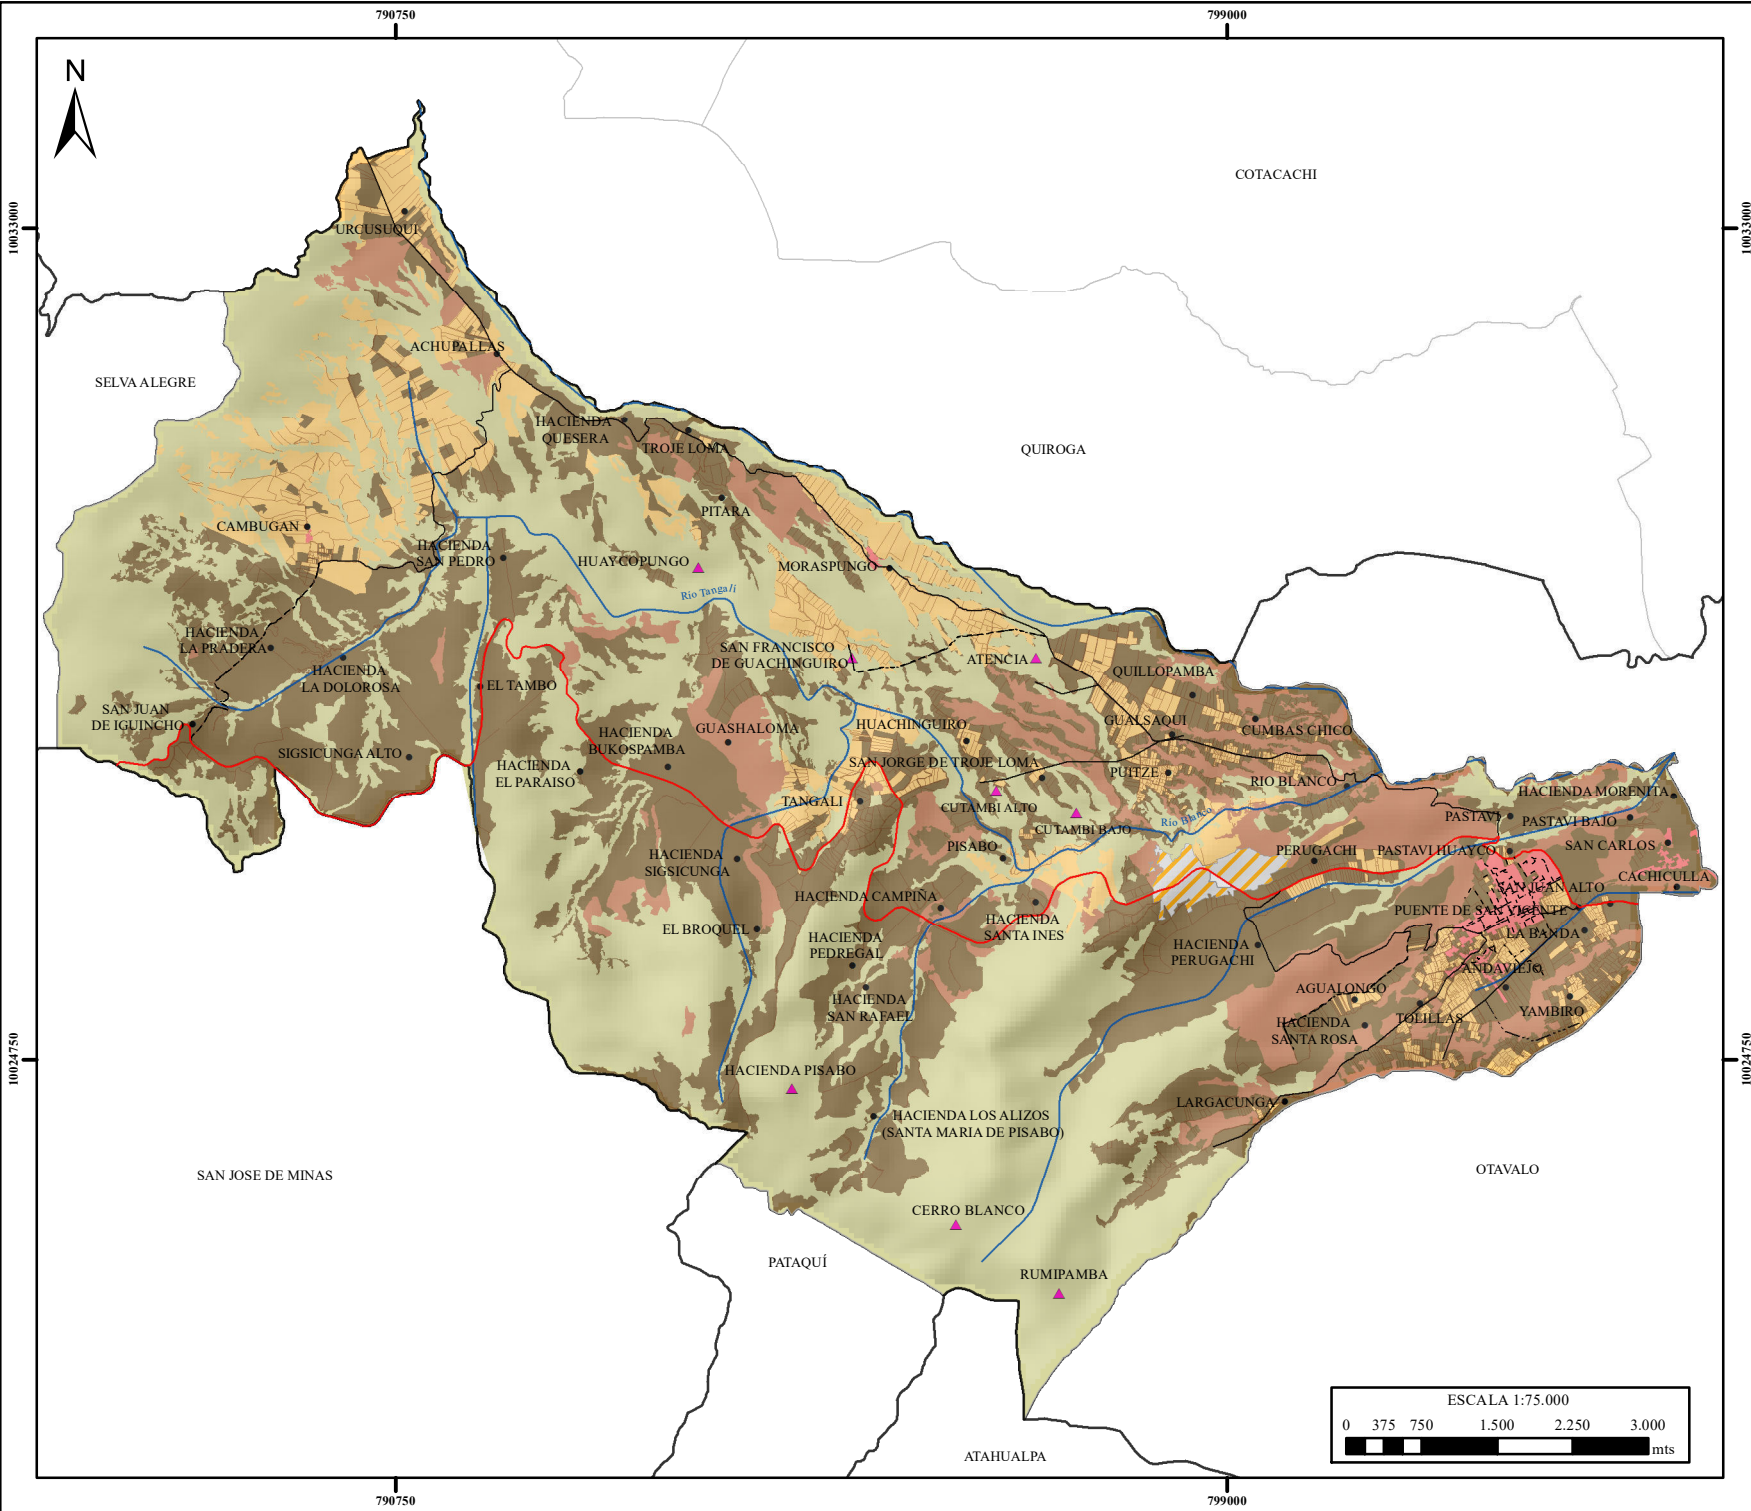 790750
799000
N
COTACACHI
10033000
10033000
URCUSUQUI
ACHUPALLAS
SELVA ALEGRE
HACIENDA
QUESERA
TROJE LOMA
QUIROGA
PITARA
CAMBUGAN
HACIENDA
SAN PEDRO
HUAYCOPUNGO
MORASPUNGO
Río Tangali
HACIENDA
LA PRADERA
SAN FRANCISCO
DE GUACHINGUIRO
ATENCIA
HACIENDA
LA DOLOROSA
EL TAMBO
QUILLOPAMBA
SAN JUAN
DE IGUINCHO
GUASHALOMA
HUACHINGUIRO
GUALSAQUI
CUMBAS CHICO
HACIENDA
BUKOSPAMBA
SIGSICUNGA ALTO
HACIENDA
EL PARAISO
SAN JORGE DE TROJE LOMA
PUITZE
RIO BLANCO
HACIENDA MORENITA
TANGALI
CUTAMBI ALTO
CUTAMBI BAJO
Río Blanco
PASTAVI
PASTAVI BAJO
PISABO
PERUGACHI
PASTAVI HUAYCO
SAN CARLOS
HACIENDA
SIGSICUNGA
CACHICULLA
SAN JUAN ALTO
HACIENDA CAMPIÑA
PUENTE DE SAN VICENTE
HACIENDA
SANTA INES
EL BROQUEL
LA BANDA
HACIENDA
PEDREGAL
HACIENDA
PERUGACHI
ANDAVIEJO
AGUALONGO
HACIENDA
SAN RAFAEL
YAMBIRO
TOLILLAS
HACIENDA
SANTA ROSA
10024750
10024750
HACIENDA PISABO
LARGACUNGA
HACIENDA LOS ALIZOS
(SANTA MARIA DE PISABO)
SAN JOSE DE MINAS
OTAVALO
CERRO BLANCO
PATAQUÍ
RUMIPAMBA
ESCALA 1:75.000
0 375 750 1.500 2.250 3.000
mts
ATAHUALPA
790750
799000